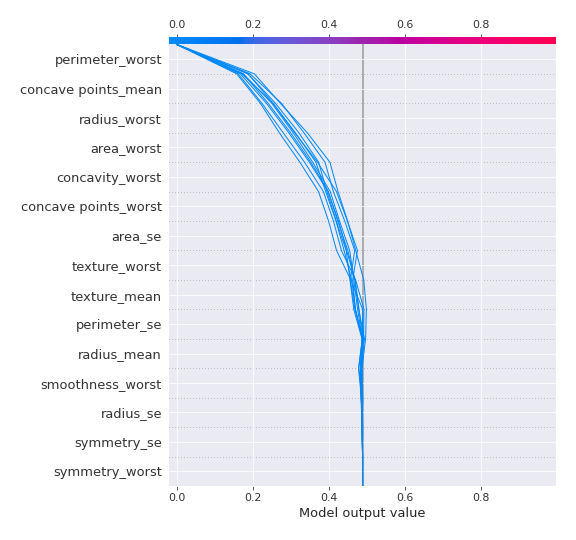 0.0 0.2 0.4 0.6 0.8
perimeter_worst
concave points_mean
radius_worst
area_worst
concavity_worst
concave points_worst
area_se
texture_worst
texture_mean
perimeter_se
radius_mean
smoothness_worst
radius_se
symmetry_se
symmetry_worst
0.0 0.2 0.4 0.6 0.8
Model output value